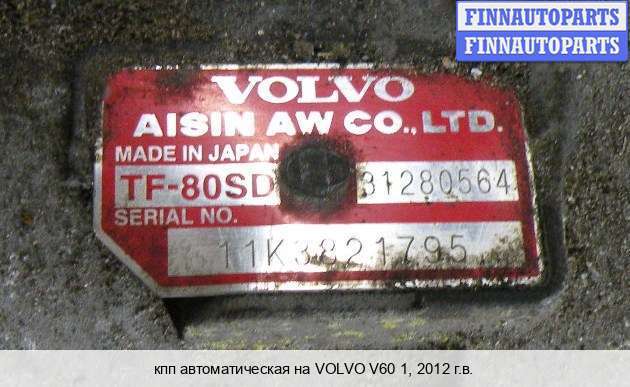 FINNAUTOPARTS
FINNAUTOPARTS
VOLVO
AISIN AW CO., LTD.
MADE IN JAPAN
TF-80SD 31280564
SERIAL NO.
11K3821795
кпп автоматическая на VOLVO V60 1, 2012 г.в.